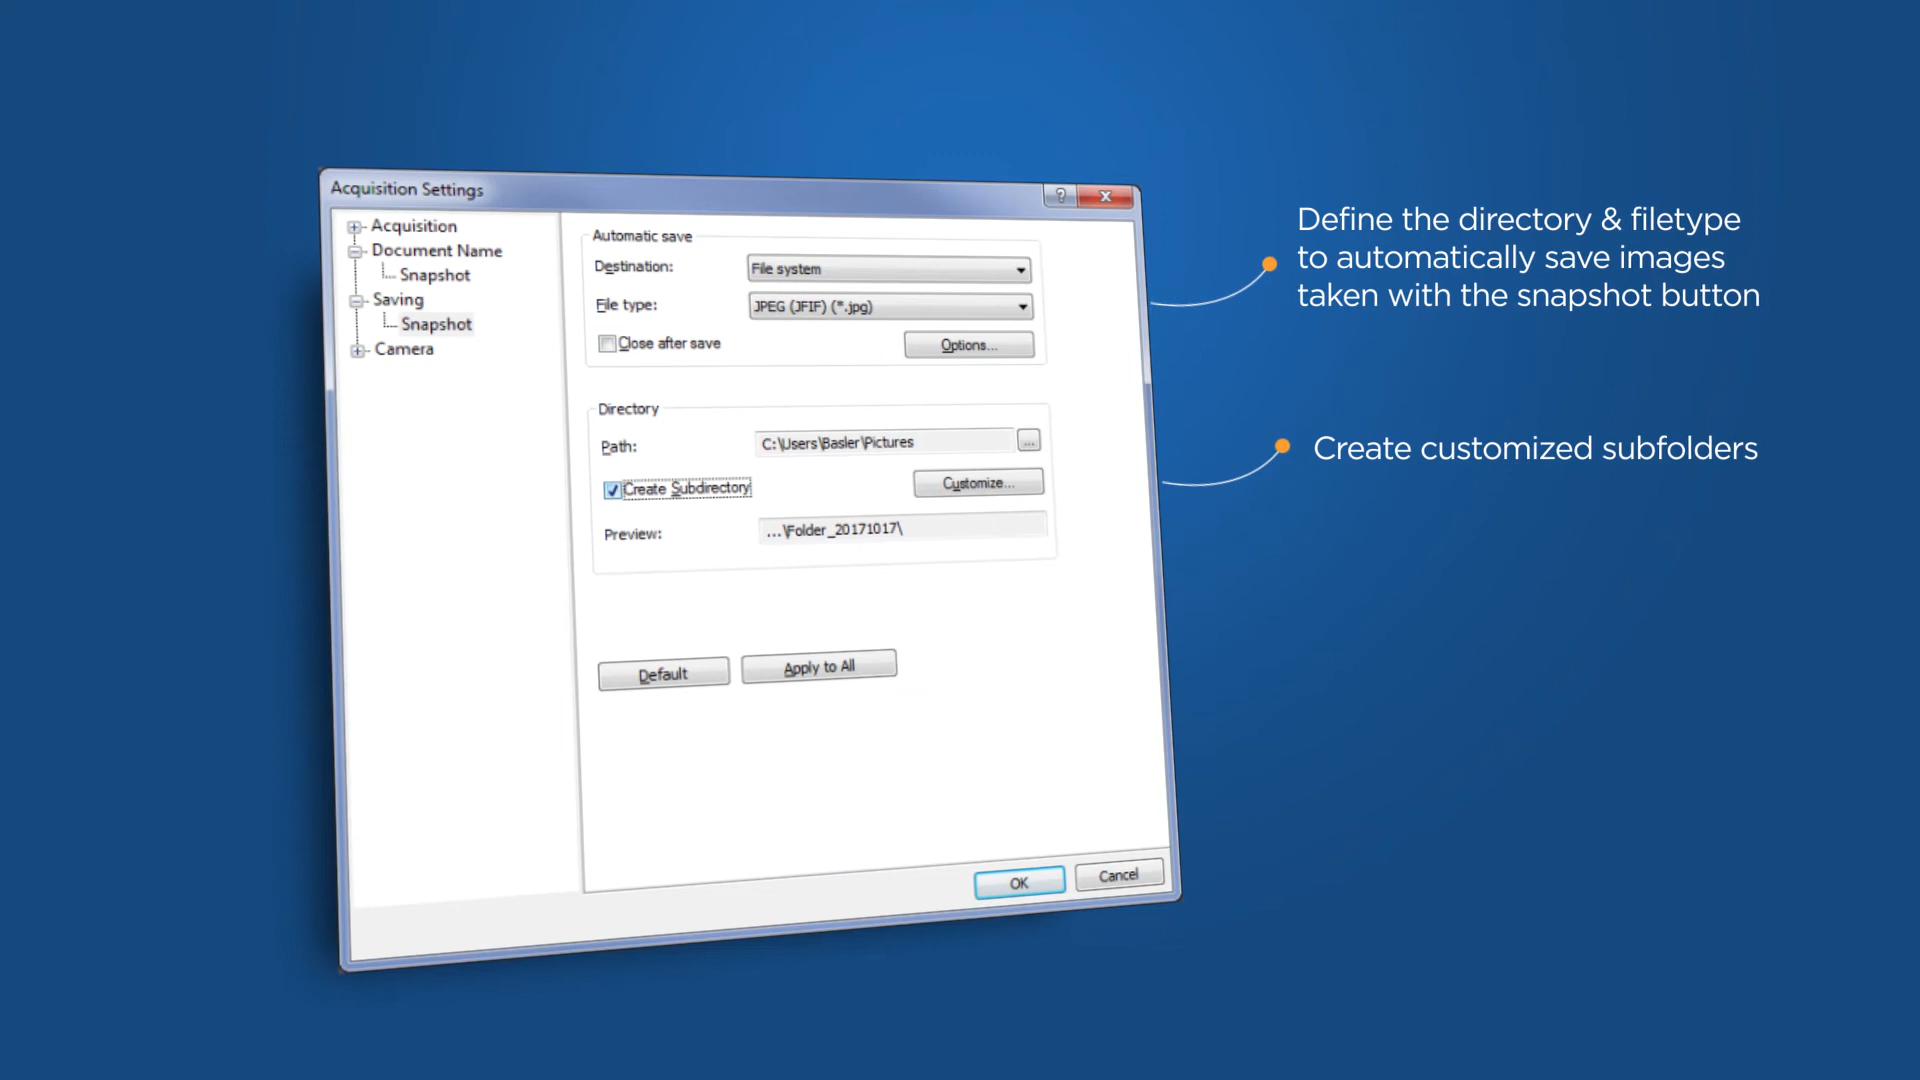 Acquisition Settings
?
X
Acquisition
Document Name
Snapshot
Saving
Snapshot
Camera
Automatic save
Destination:
File system
File type:
JPEG (JFIF) (*.jpg)
Close after save
Options...
Directory
Path:
C:\Users\Basler\Pictures
...
Create Subdirectory
Customize...
Preview:
...\Folder_20171017\
Default
Apply to All
OK
Cancel
Define the directory & filetype
to automatically save images
taken with the snapshot button
Create customized subfolders